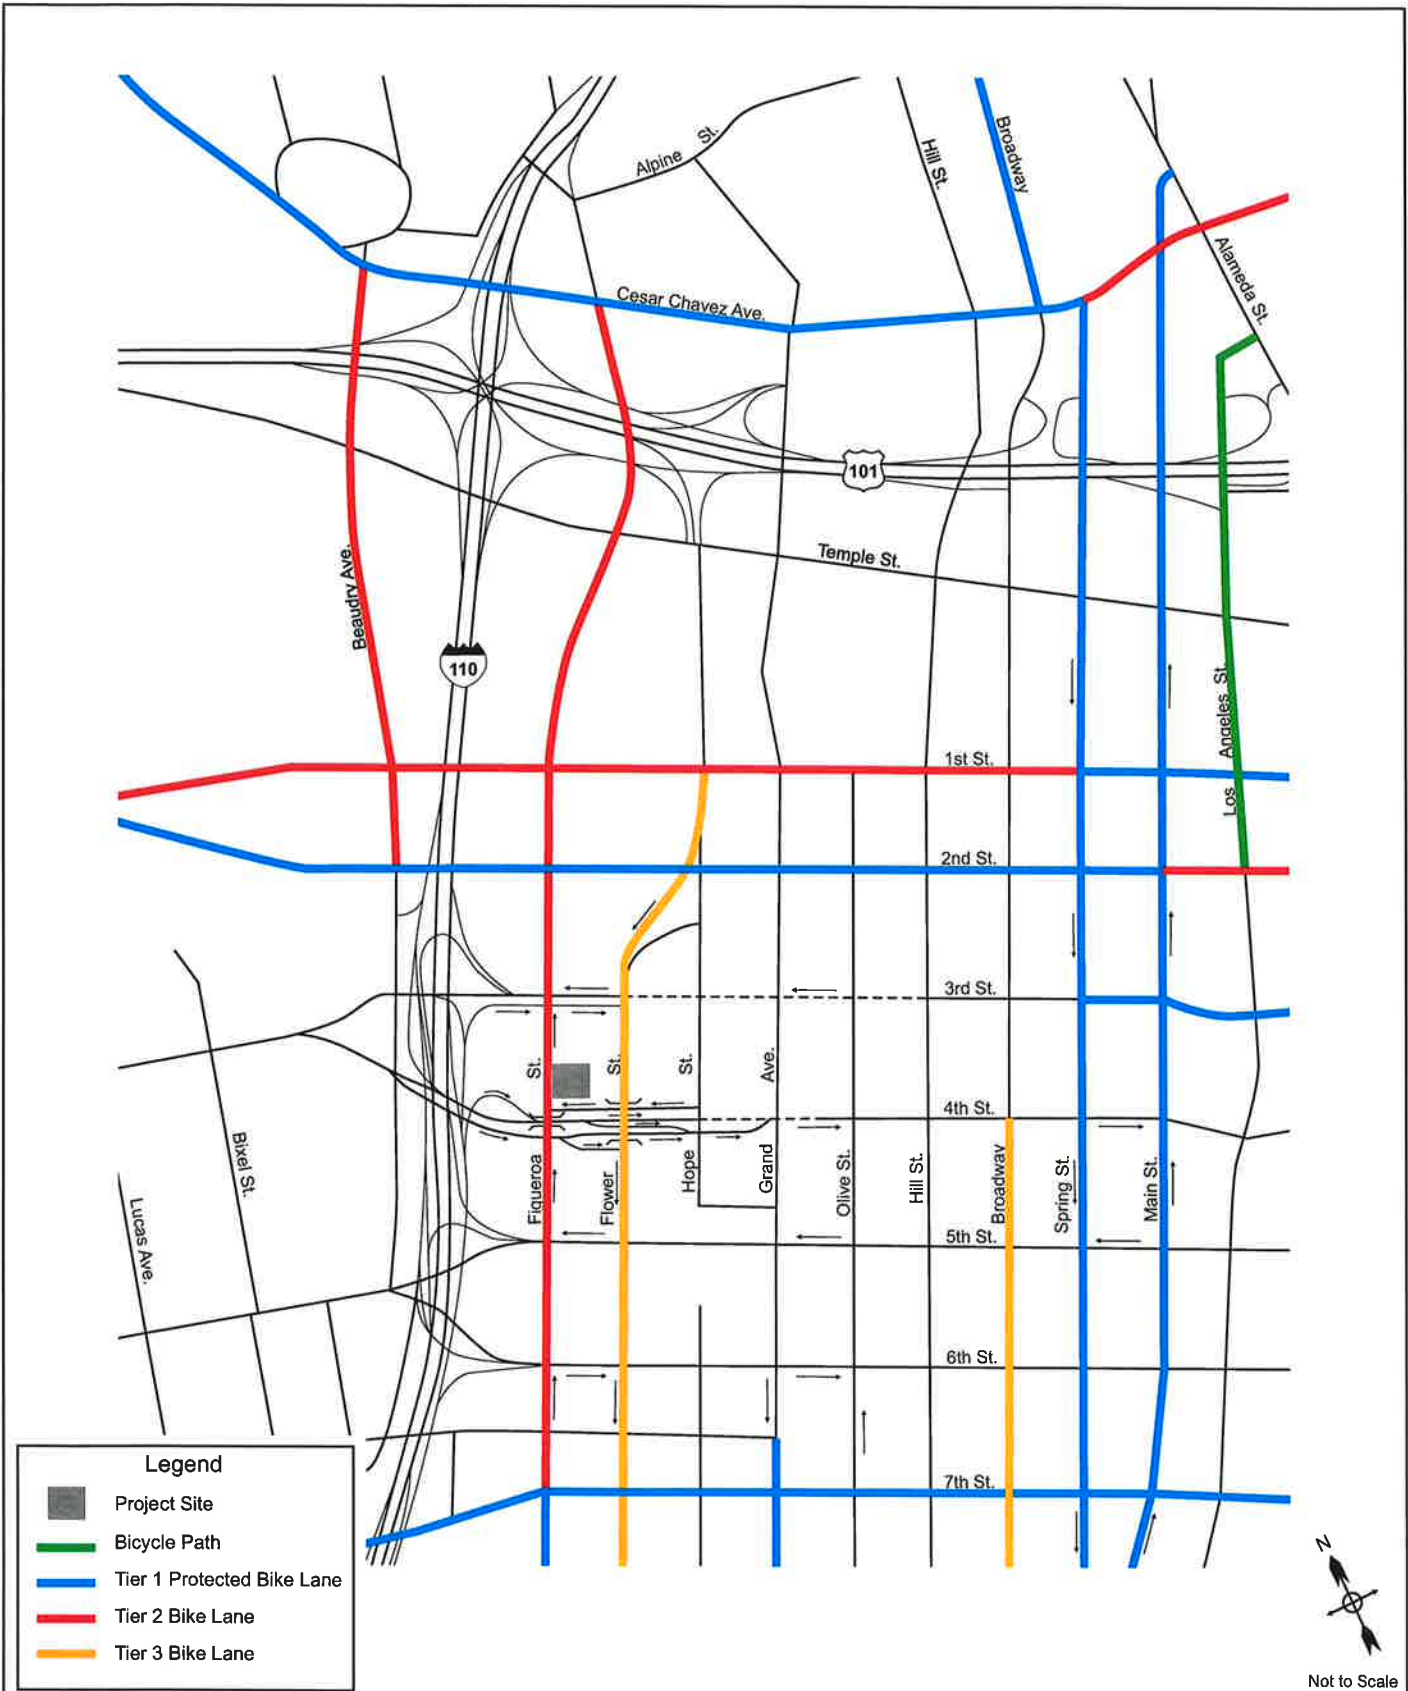 Alpine St.
Hill St.
Broadway
Alameda St.
Cesar Chavez Ave.
101
Temple St.
Beaudry Ave.
110
Los Angeles St.
1st St.
2nd St.
3rd St.
4th St.
Figueroa St.
Flower St.
Hope St.
Grand Ave.
Olive St.
Hill St.
Broadway
Spring St.
Main St.
Bixel St.
Lucas Ave.
5th St.
6th St.
7th St.
Legend
Project Site
Bicycle Path
Tier 1 Protected Bike Lane
Tier 2 Bike Lane
Tier 3 Bike Lane
N
Not to Scale